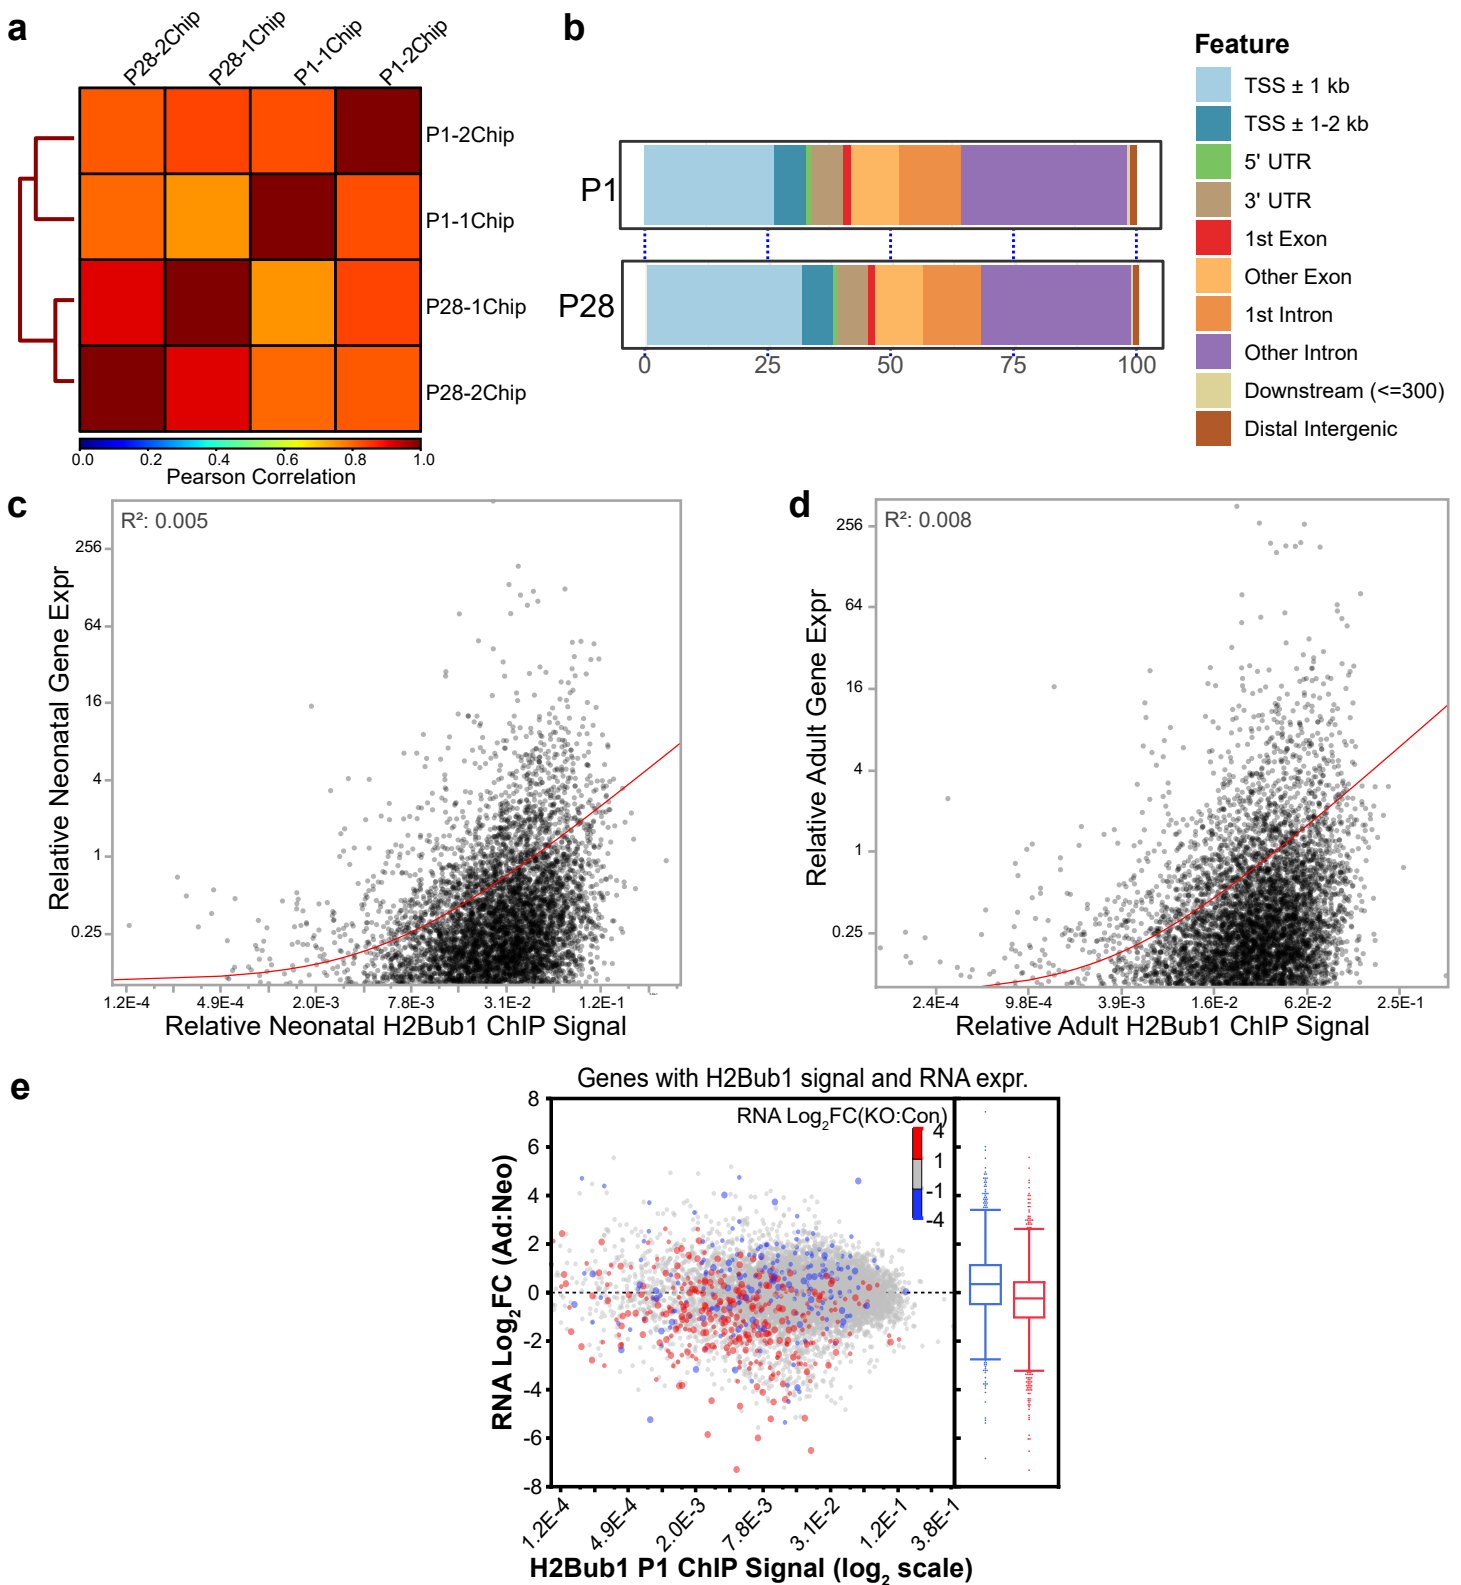 a
P28-2Chip P28-1Chip P1-1Chip P1-2Chip
P1-2Chip
P1-1Chip
P28-1Chip
P28-2Chip
0.0 0.2 0.4 0.6 0.8 1.0
Pearson Correlation
b
P1
P28
0 25 50 75 100
Feature
TSS ± 1 kb
TSS ± 1-2 kb
5' UTR
3' UTR
1st Exon
Other Exon
1st Intron
Other Intron
Downstream (<=300)
Distal Intergenic
c
R²: 0.005
Relative Neonatal Gene Expr
256
64
16
4
1
0.25
1.2E-4 4.9E-4 2.0E-3 7.8E-3 3.1E-2 1.2E-1
Relative Neonatal H2Bub1 ChIP Signal
d
R²: 0.008
Relative Adult Gene Expr
256
64
16
4
1
0.25
2.4E-4 9.8E-4 3.9E-3 1.6E-2 6.2E-2 2.5E-1
Relative Adult H2Bub1 ChIP Signal
e
Genes with H2Bub1 signal and RNA expr.
RNA Log₂FC(KO:Con)
4
1
-1
-4
RNA Log₂FC (Ad:Neo)
8
6
4
2
0
-2
-4
-6
-8
1.2E-4 4.9E-4 2.0E-3 7.8E-3 3.1E-2 1.2E-1 3.8E-1
H2Bub1 P1 ChIP Signal (log₂ scale)